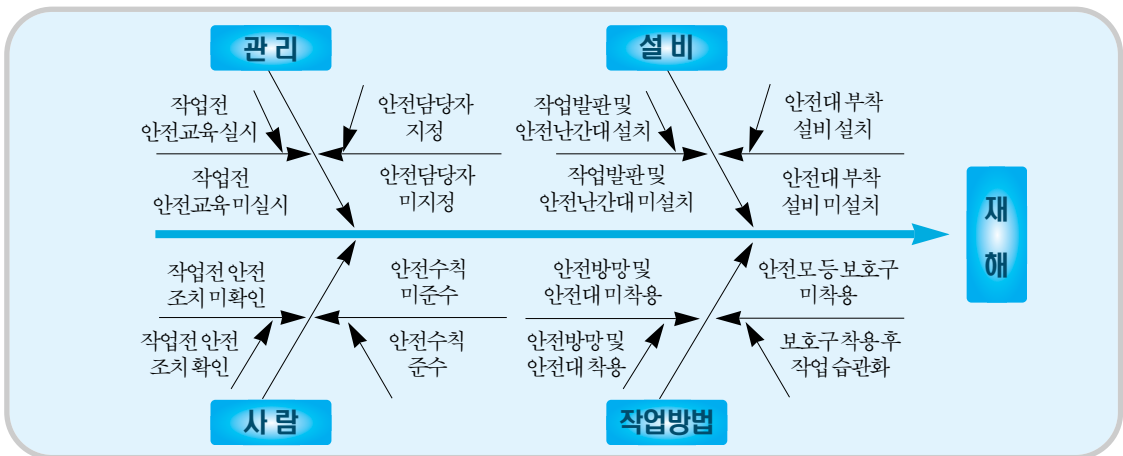 관 리
설 비
작업전
안전교육 실시
안전담당자
지정
작업발판 및
안전난간대 설치
안전대 부착
설비 설치
작업전
안전교육 미실시
안전담당자
미지정
작업발판 및
안전난간대 미설치
안전대 부착
설비 미설치
재
해
작업전 안전
조치 미확인
안전수칙
미준수
안전방망 및
안전대 미착용
안전모 등 보호구
미착용
작업전 안전
조치 확인
안전수칙
준수
안전방망 및
안전대 착용
보호구 착용 후
작업 습관화
사 람
작업방법